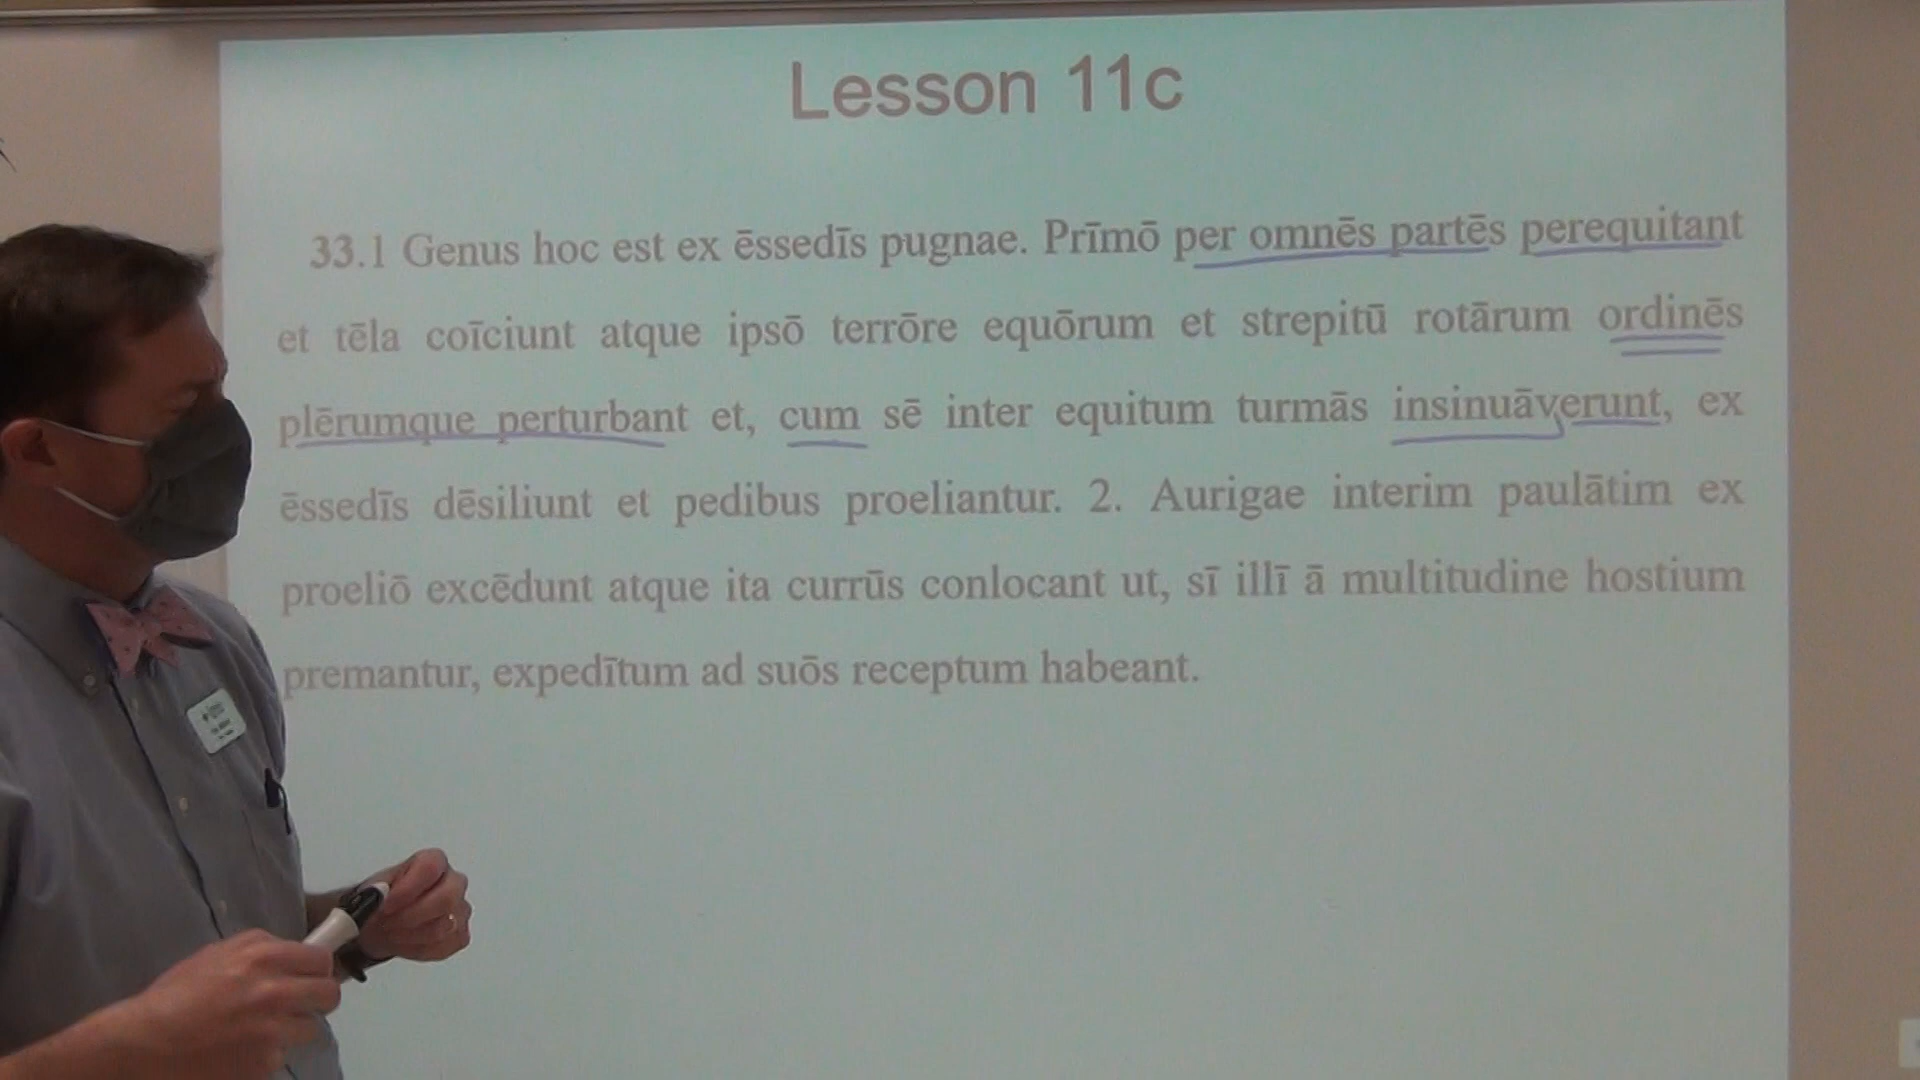 Lesson 11c
33.1 Genus hoc est ex ēssedīs pugnae. Prīmō per omnēs partēs perequitant
et tēla coīciunt atque ipsō terrōre equōrum et strepitū rotārum ordinēs
plērumque perturbant et, cum sē inter equitum turmās insinuāverunt, ex
ēssedīs dēsiliunt et pedibus proeliantur. 2. Aurigae interim paulātim ex
proeliō excēdunt atque ita currūs conlocant ut, sī illī ā multitudine hostium
premantur, expedītum ad suōs receptum habeant.